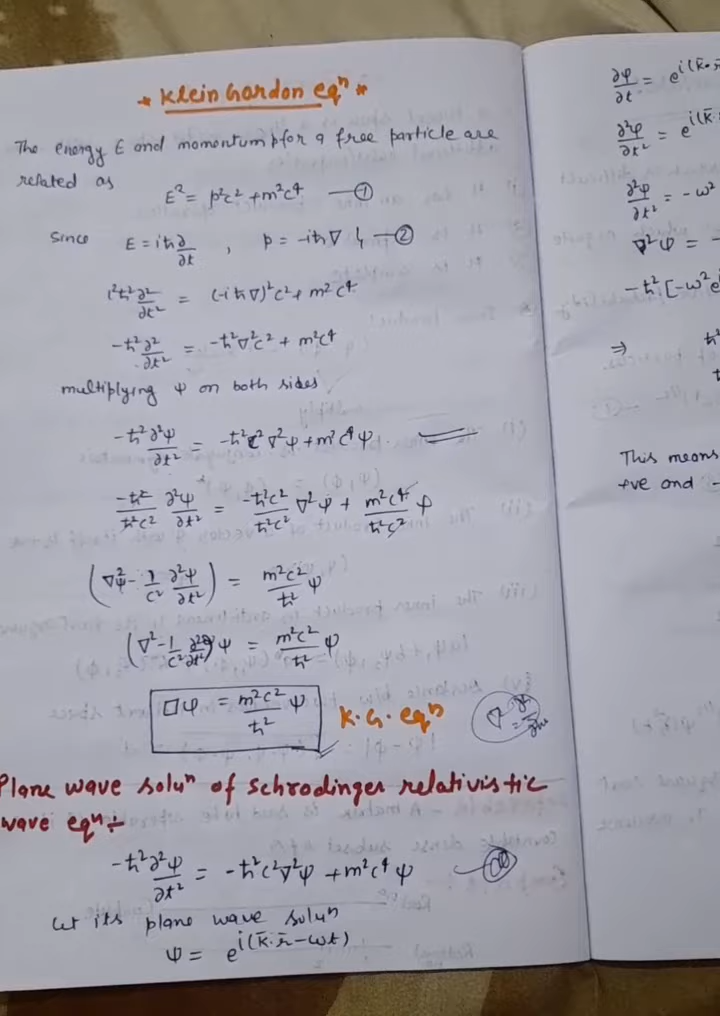 * Klein Gordon eqⁿ *
The energy E and momentum p for a free particle are
related as
E² = p²c² + m²c⁴ —①
Since E = iħ ∂/∂t , p = -iħ∇ } —②
i²ħ² ∂²/∂t² = (-iħ∇)²c² + m²c⁴
-ħ² ∂²/∂t² = -ħ²∇²c² + m²c⁴
multiplying ψ on both sides
-ħ² ∂²ψ/∂t² = -ħ²c²∇²ψ + m²c⁴ψ
-ħ²/ħ²c² ∂²ψ/∂t² = -ħ²c²/ħ²c² ∇²ψ + m²c⁴/ħ²c² ψ
(∇²ψ - 1/c² ∂²ψ/∂t²) = m²c²/ħ² ψ
(∇² - 1/c² ∂²/∂t²)ψ = m²c²/ħ² ψ
□ψ = m²c²/ħ² ψ K.G. eqⁿ
Plane wave soluⁿ of Schrodinger relativistic
wave eqⁿ ÷
-ħ² ∂²ψ/∂t² = -ħ²c²∇²ψ + m²c⁴ψ
Let its plane wave soluⁿ
ψ = e^i(k̄·r̄-ωt)
∂ψ/∂t = e^i(k̄·r̄
∂²ψ/∂t² = e^i(k̄·
∂²ψ/∂t² = -ω²
∇²ψ = -
-ħ²[-ω²e
⇒ ħ²
This means
+ve and -